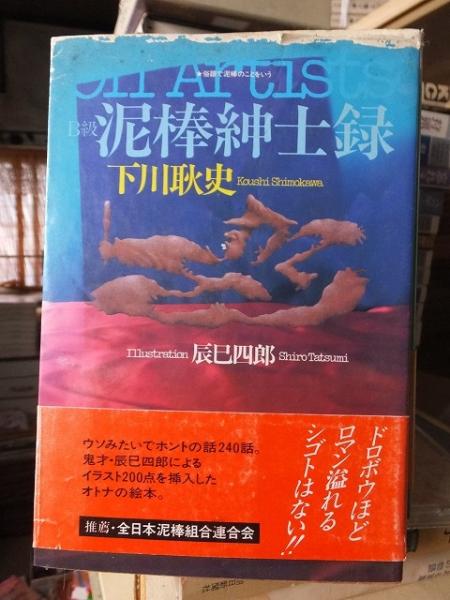 Artists
★俗語で泥棒のことをいう
B級 泥棒紳士録
下川耿史 Koushi Shimokawa
Illustration 辰巳四郎 Shiro Tatsumi
ドロボウほど
ロマン溢れる
シゴトはない!!
ウソみたいでホントの話240話。
鬼才・辰巳四郎による
イラスト200点を挿入した
オトナの絵本。
推薦・全日本泥棒組合連合会